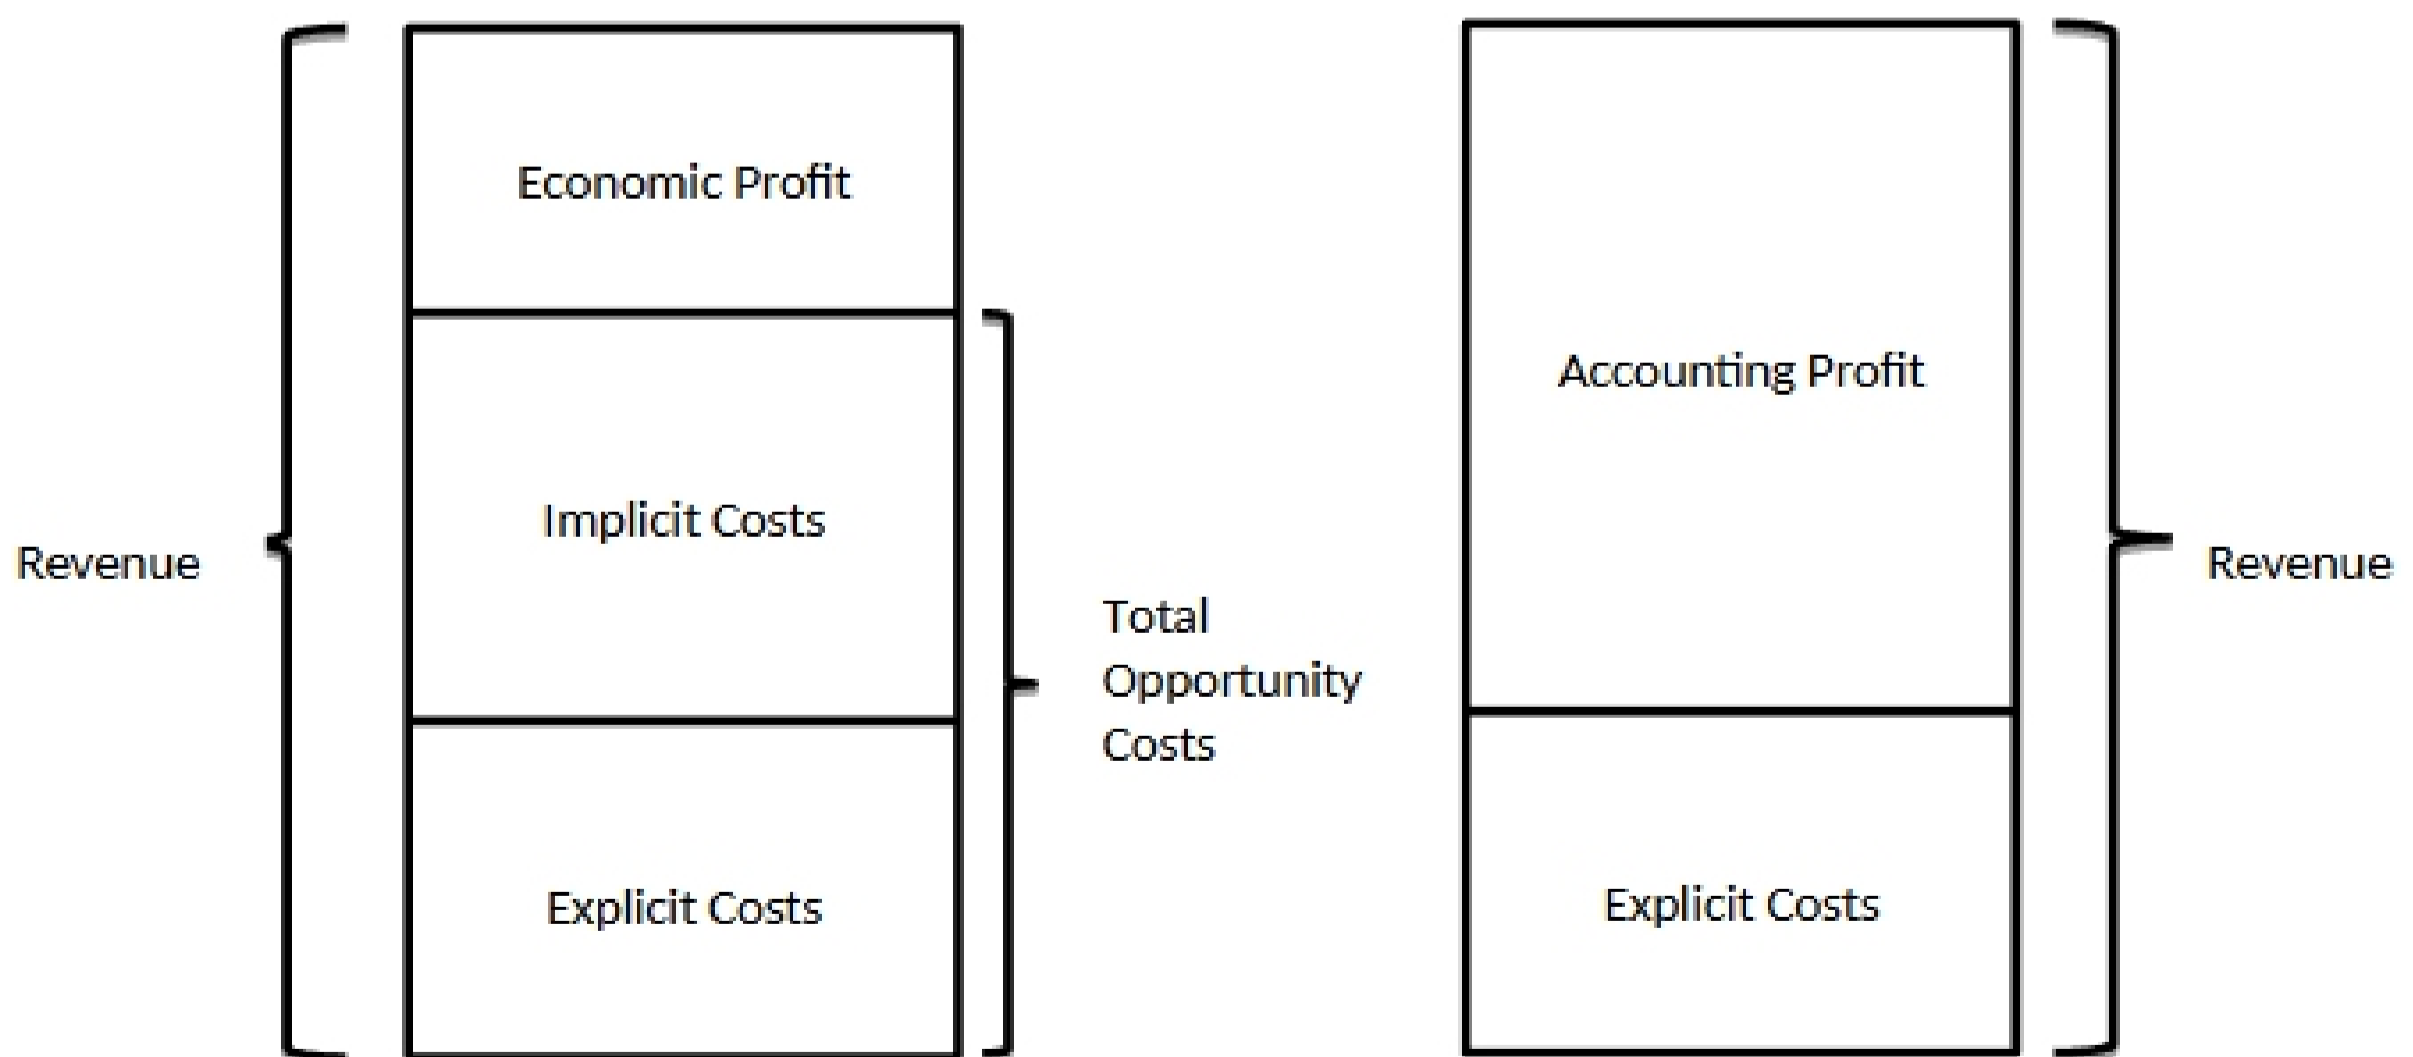 Revenue
Economic Profit
Implicit Costs
Explicit Costs
Total
Opportunity
Costs
Accounting Profit
Explicit Costs
Revenue